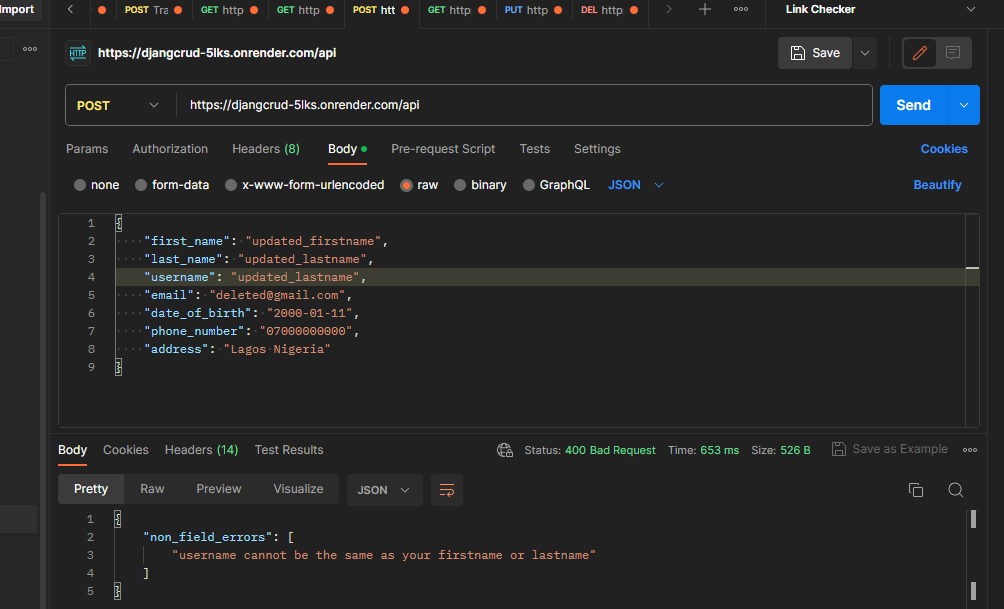 Import POST Tra GET http GET http POST htt GET http PUT http DEL http Link Checker
HTTP https://djangcrud-5lks.onrender.com/api Save
POST https://djangcrud-5lks.onrender.com/api Send
Params Authorization Headers (8) Body Pre-request Script Tests Settings Cookies
none form-data x-www-form-urlencoded raw binary GraphQL JSON Beautify
1 {
2 "first_name": "updated_firstname",
3 "last_name": "updated_lastname",
4 "username": "updated_lastname",
5 "email": "deleted@gmail.com",
6 "date_of_birth": "2000-01-11",
7 "phone_number": "07000000000",
8 "address": "Lagos Nigeria"
9 }
Body Cookies Headers (14) Test Results Status: 400 Bad Request Time: 653 ms Size: 526 B Save as Example
Pretty Raw Preview Visualize JSON
1 {
2 "non_field_errors": [
3 "username cannot be the same as your firstname or lastname"
4 ]
5 }